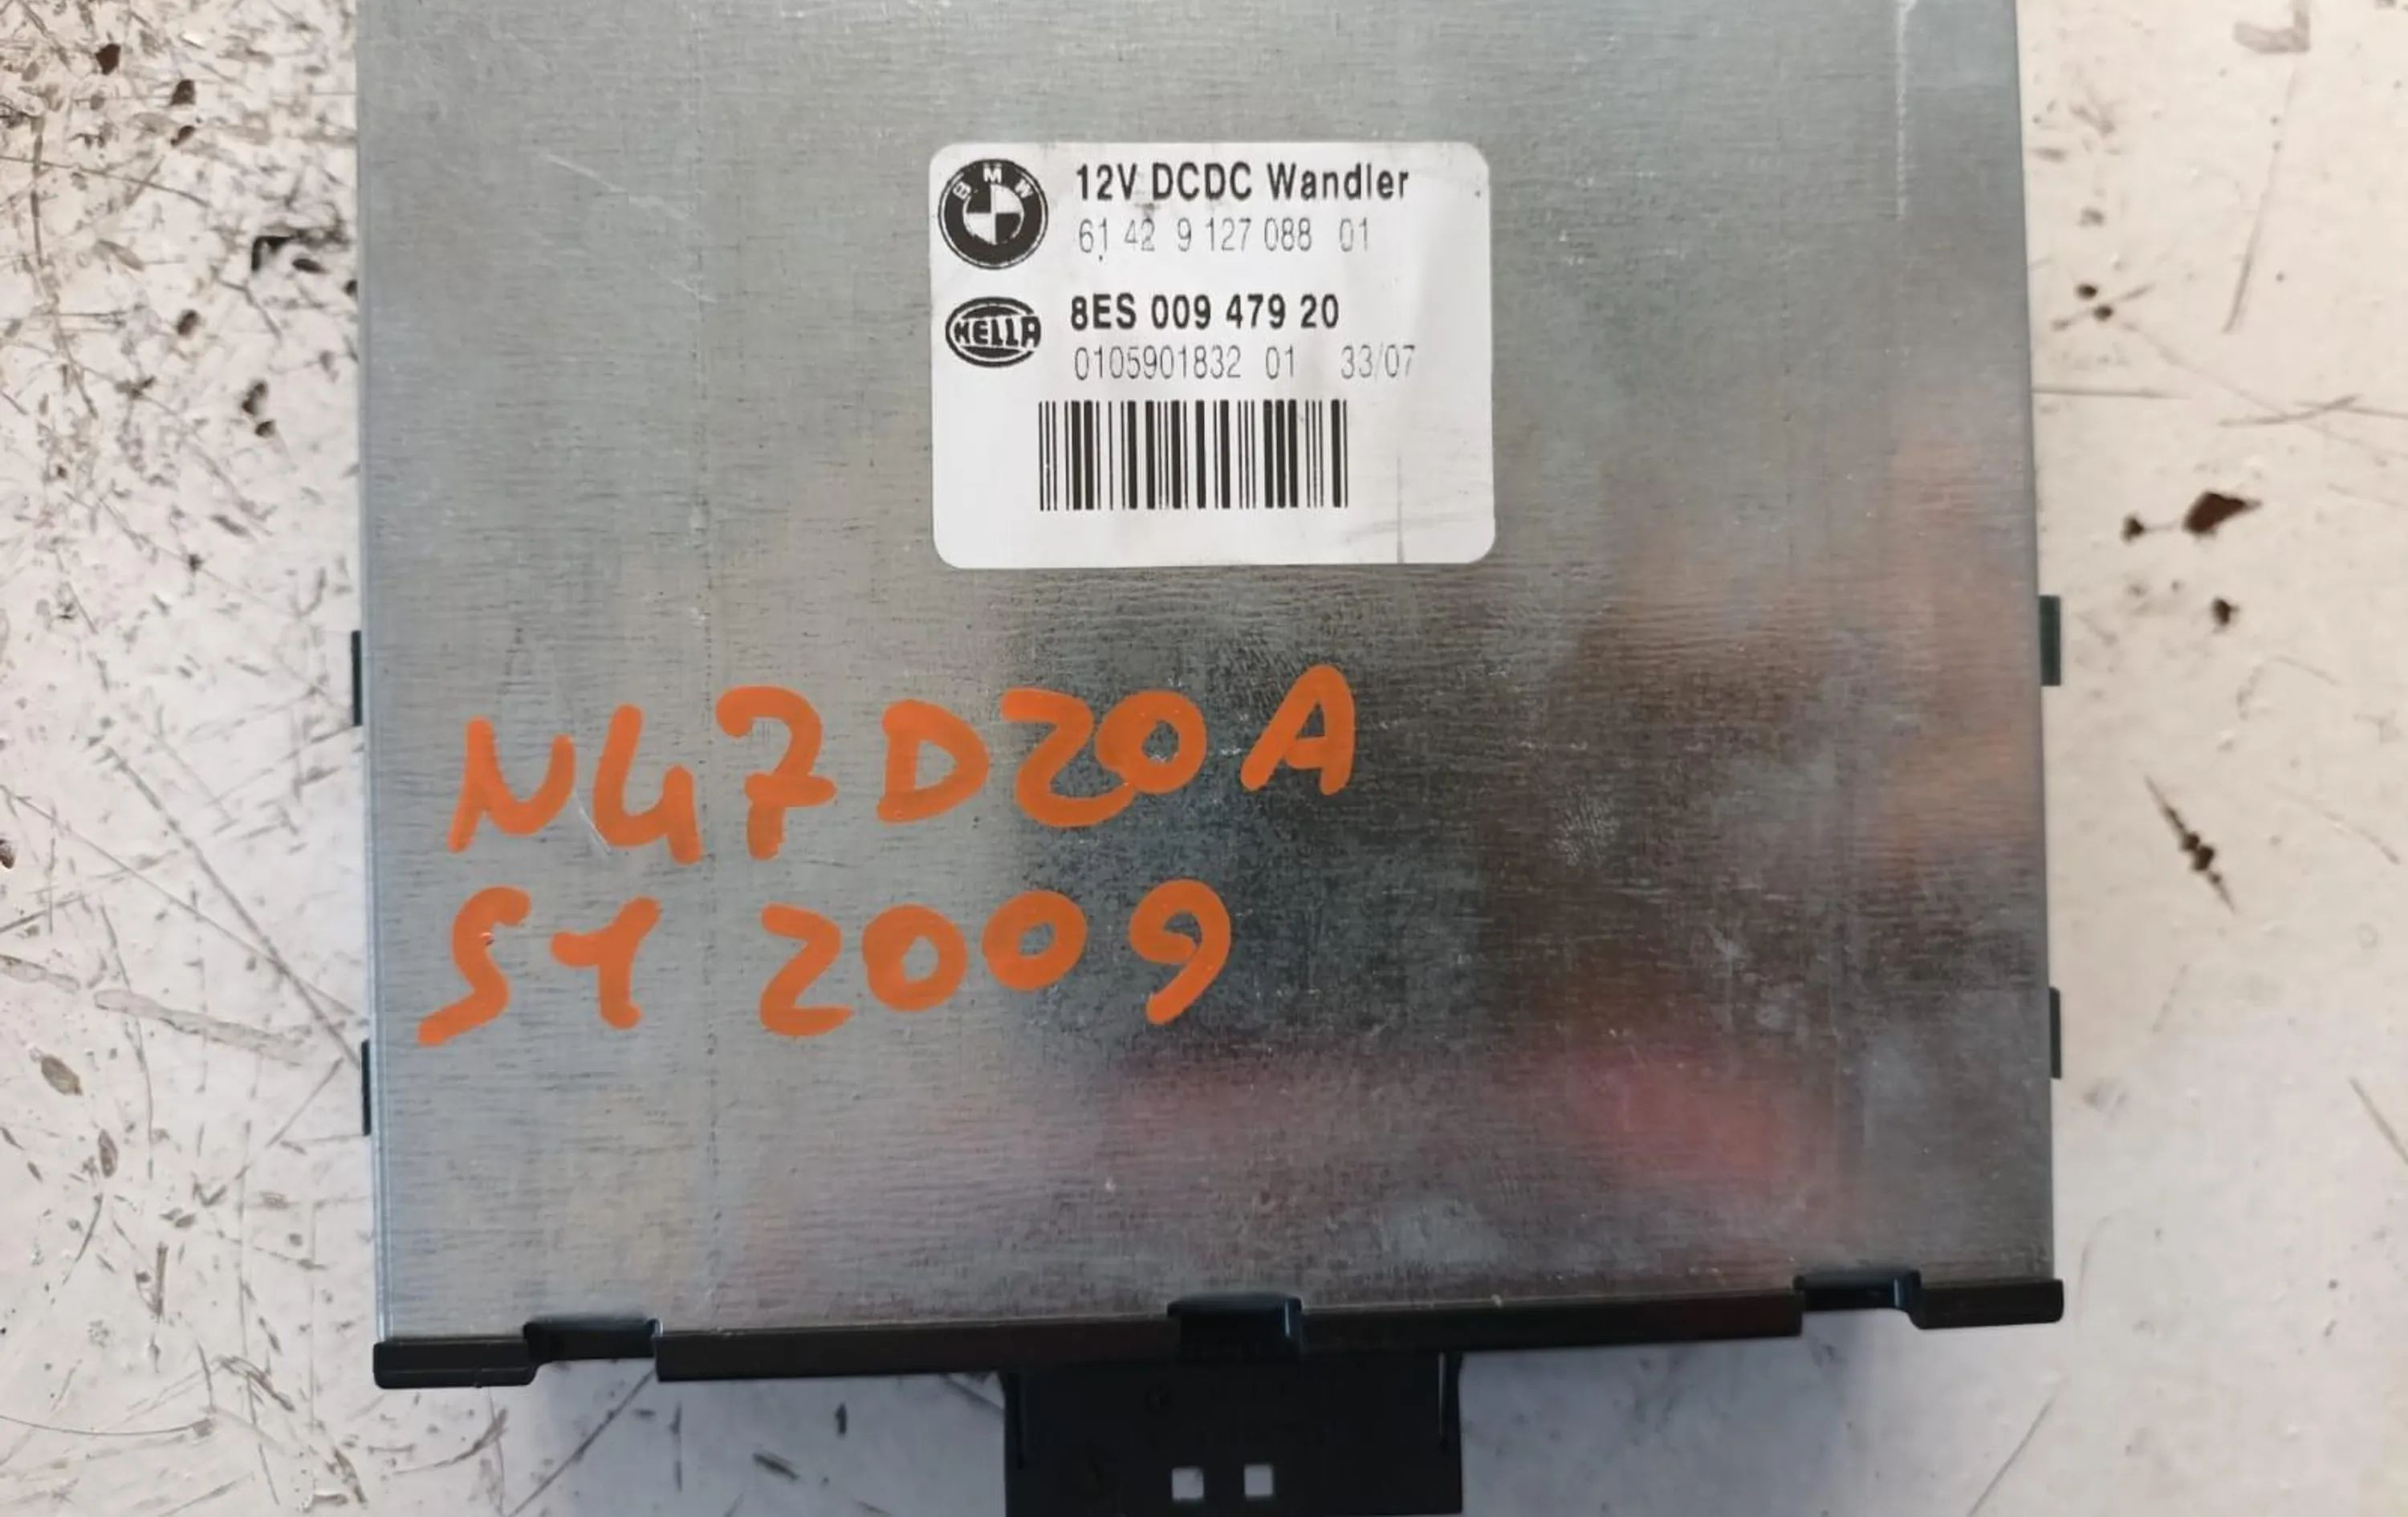 BMW
12V DCDC Wandler
61 42 9 127 088 01
HELLA
8ES 009 479 20
0105901832 01 33/07
N47D20A
S1 2009